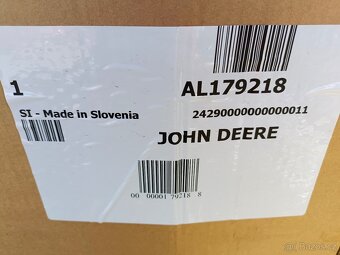 1 AL179218
SI - Made in Slovenia 24290000000000011
JOHN DEERE
00 00001 79218 8